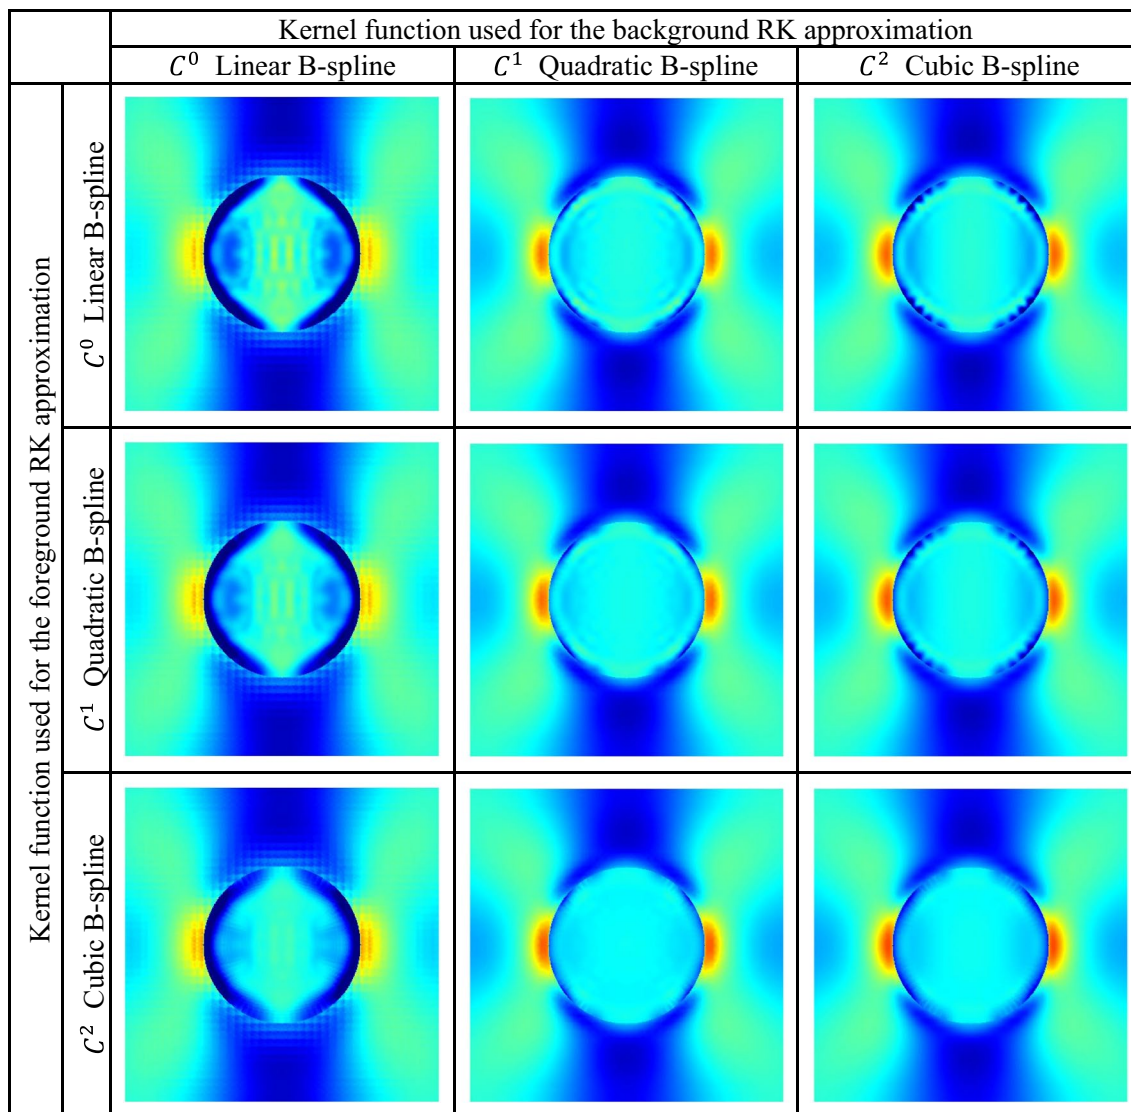 Kernel function used for the background RK approximation
C⁰ Linear B-spline
C¹ Quadratic B-spline
C² Cubic B-spline
Kernel function used for the foreground RK approximation
C⁰ Linear B-spline
C¹ Quadratic B-spline
C² Cubic B-spline